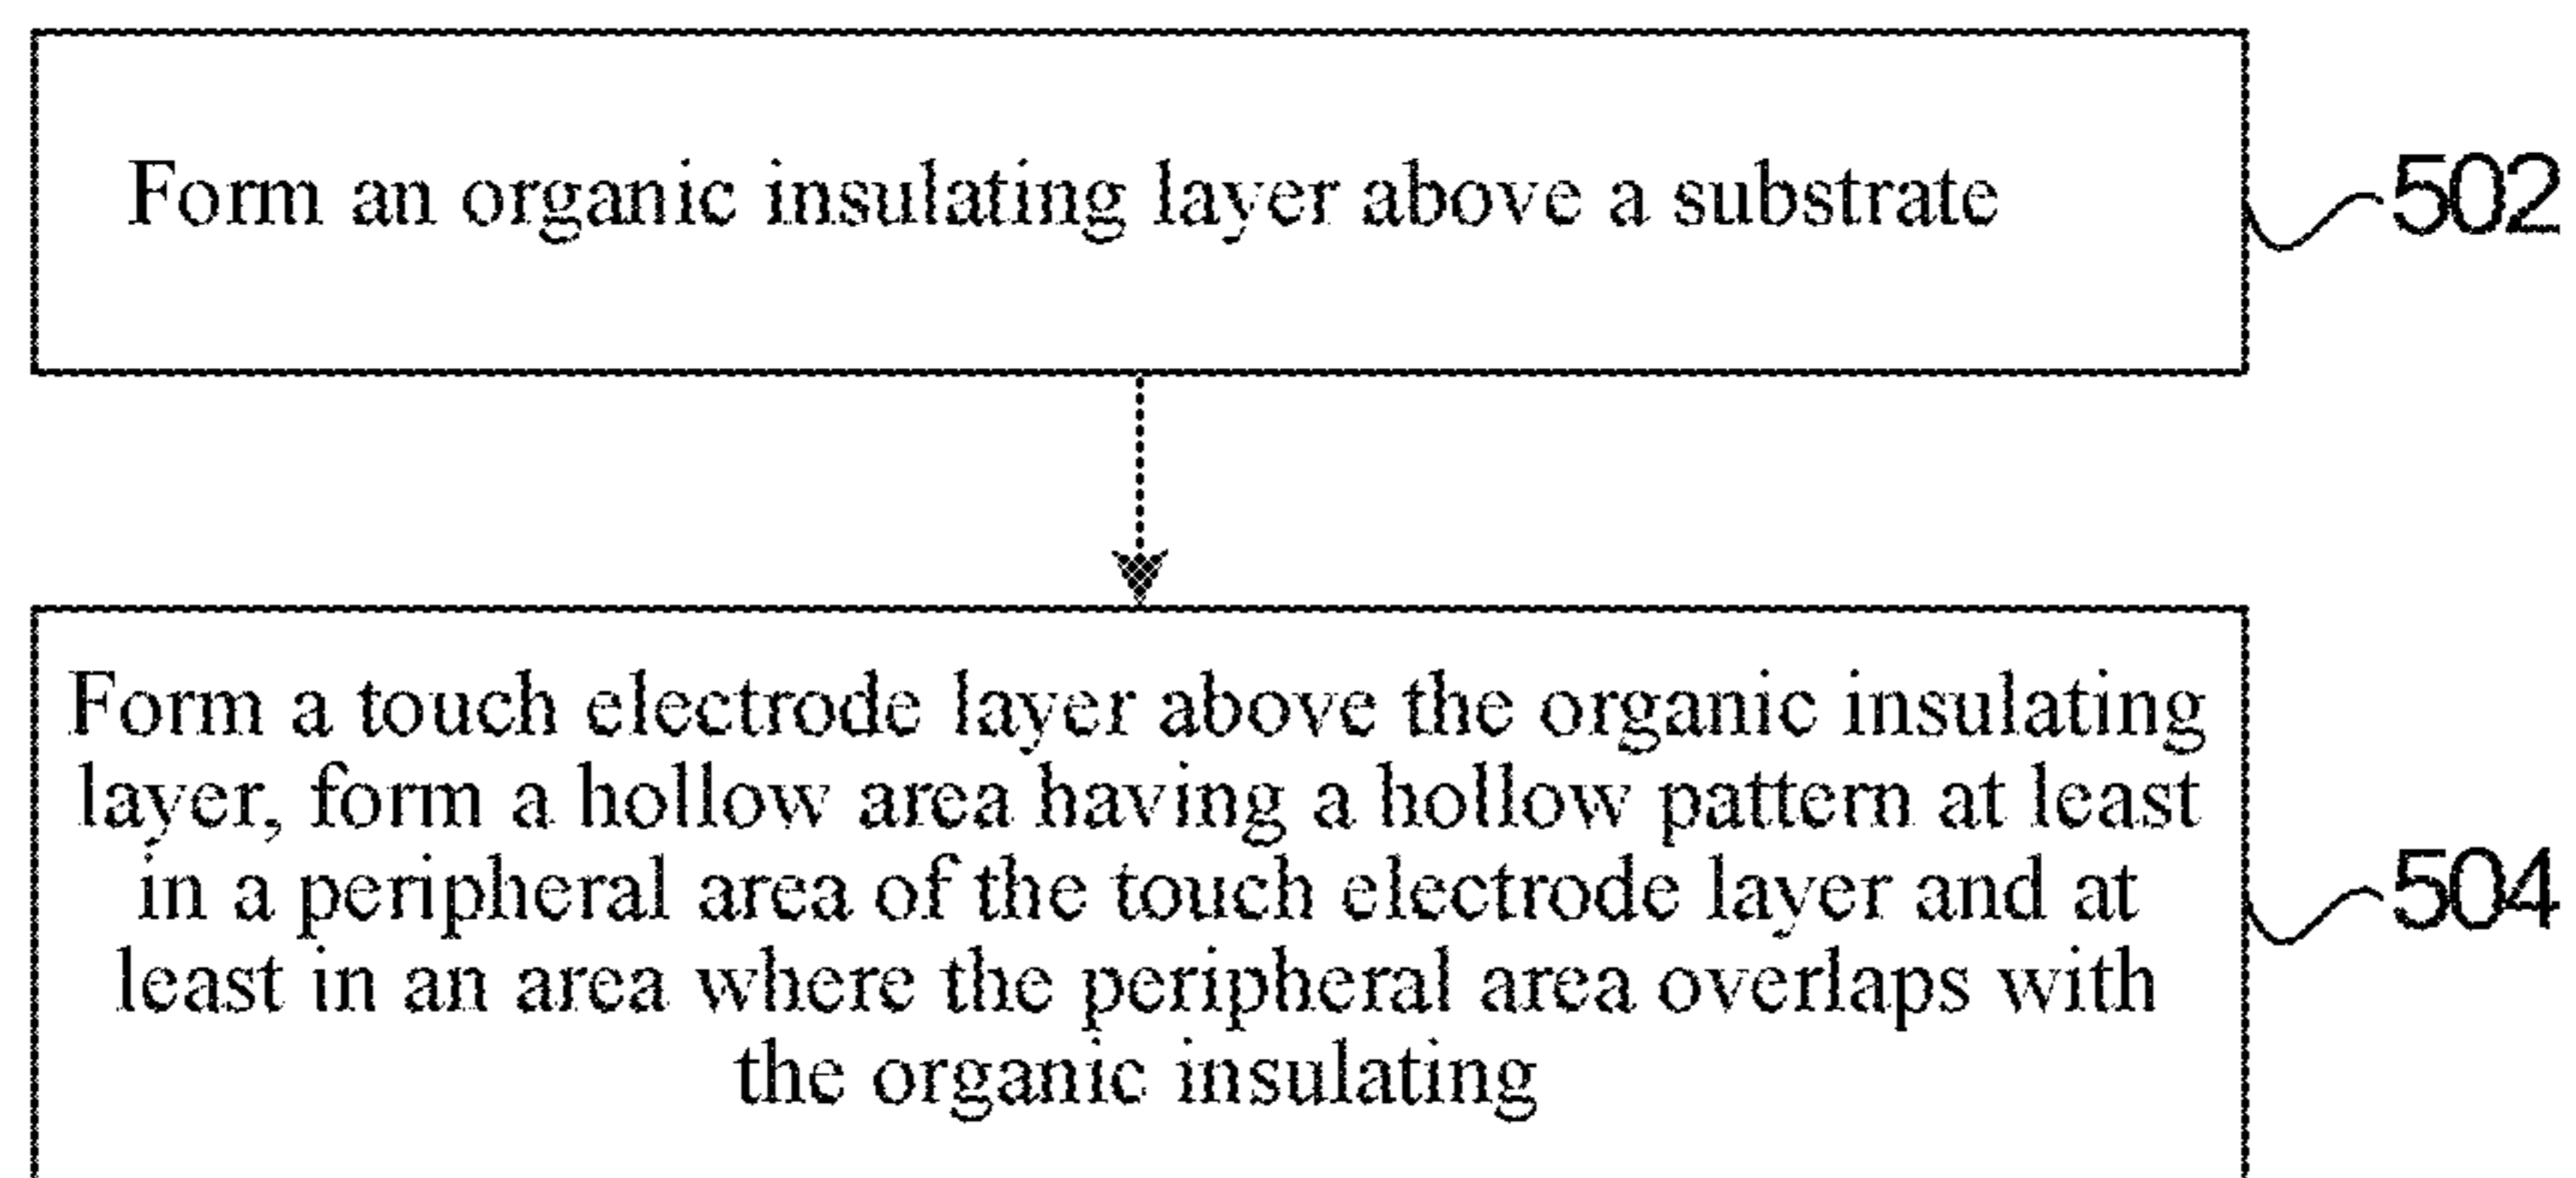 Form an organic insulating layer above a substrate
502
Form a touch electrode layer above the organic insulating
layer, form a hollow area having a hollow pattern at least
in a peripheral area of the touch electrode layer and at
least in an area where the peripheral area overlaps with
the organic insulating
504